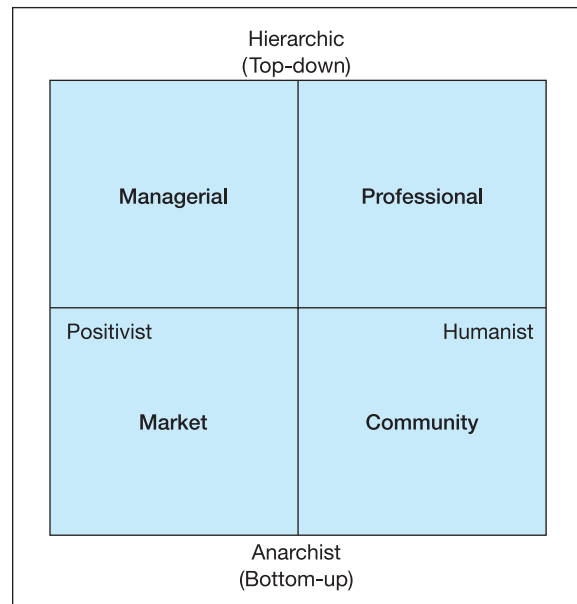 Hierarchic
(Top-down)
Managerial
Professional
Positivist
Humanist
Market
Community
Anarchist
(Bottom-up)